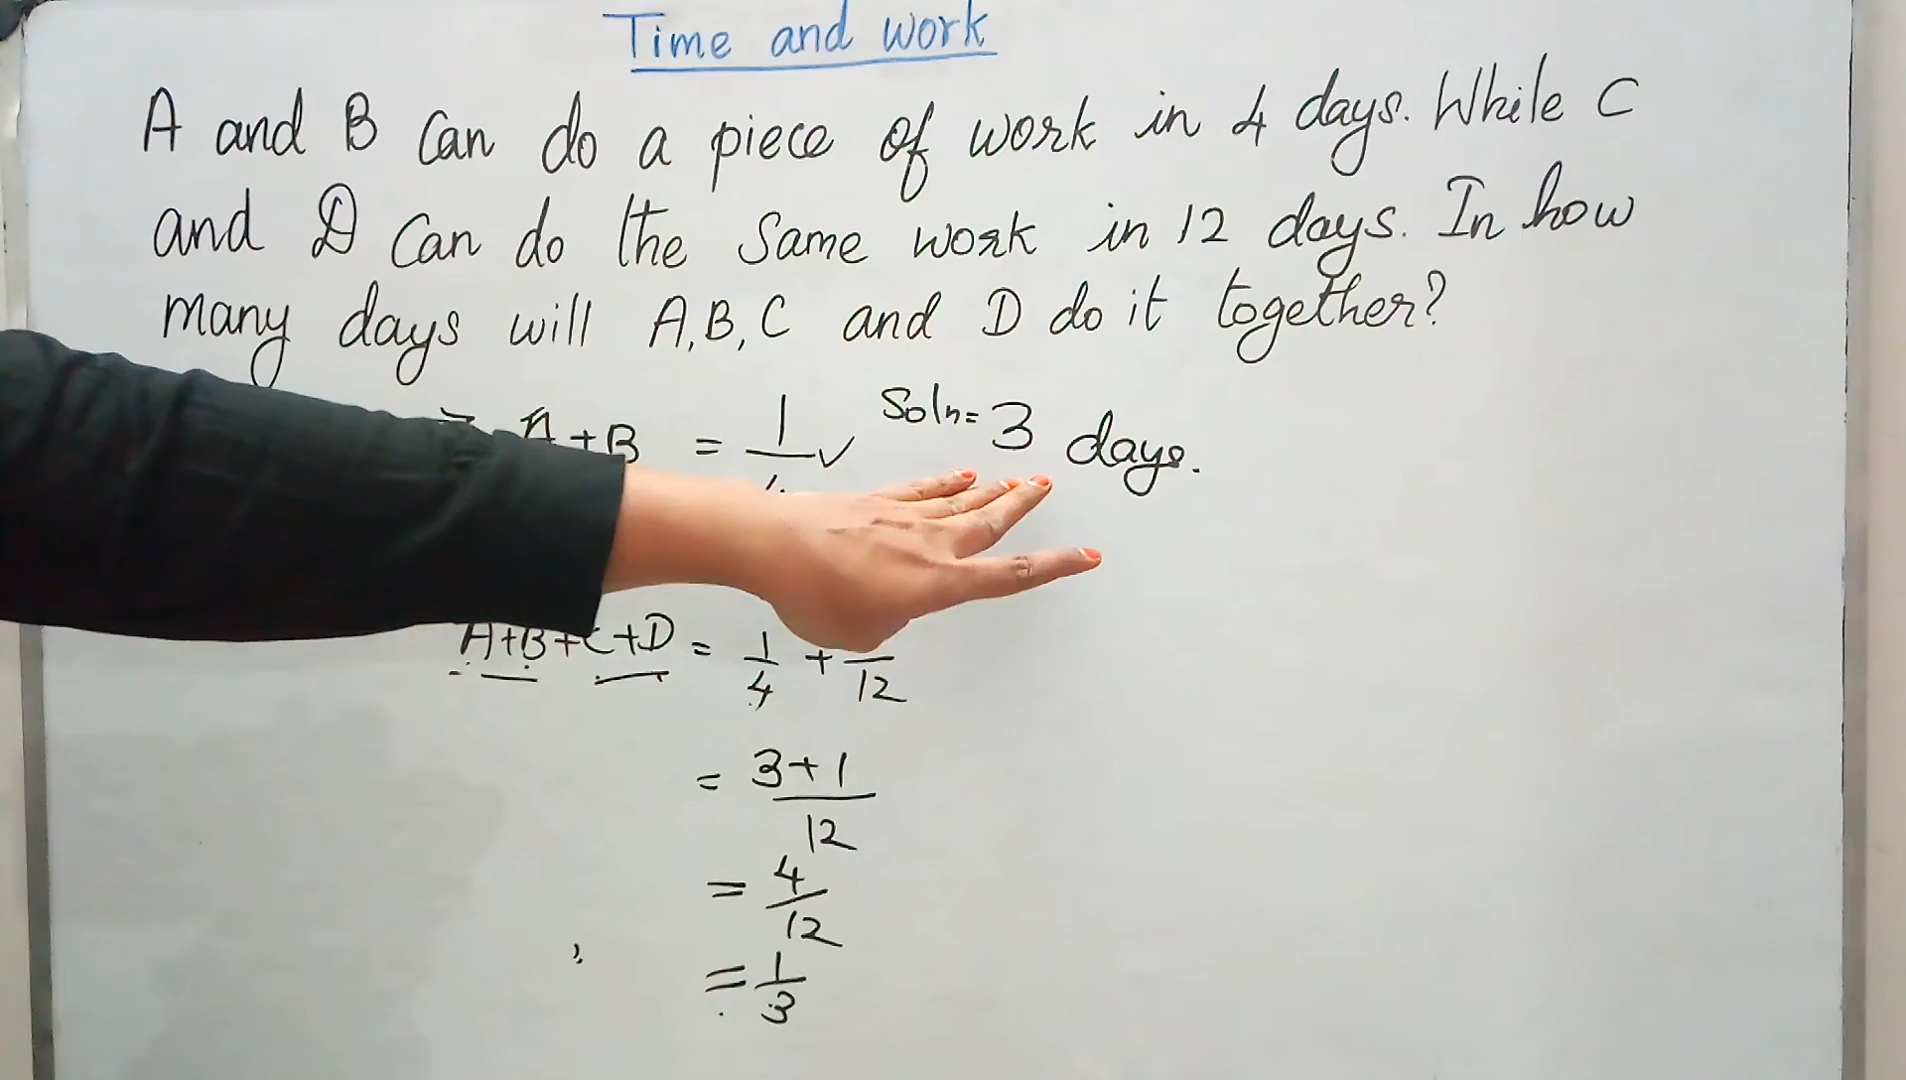 Time and work
A and B Can do a piece of work in 4 days. While C
and D Can do the Same work in 12 days. In how
many days will A, B, C and D do it together?
A+B = 1/ Soln= 3 days.
A+B+C+D = 1/4 + /12
= 3+1/12
= 4/12
= 1/3